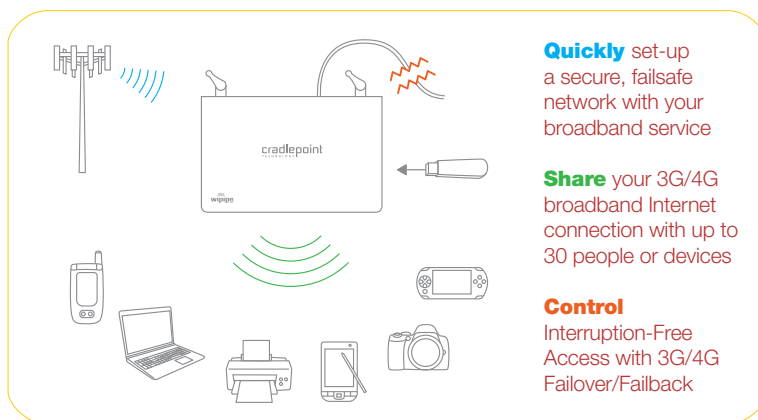 cradlepoint
TECHNOLOGY
wipipe
Quickly set-up
a secure, failsafe
network with your
broadband service
Share your 3G/4G
broadband Internet
connection with up to
30 people or devices
Control
Interruption-Free
Access with 3G/4G
Failover/Failback